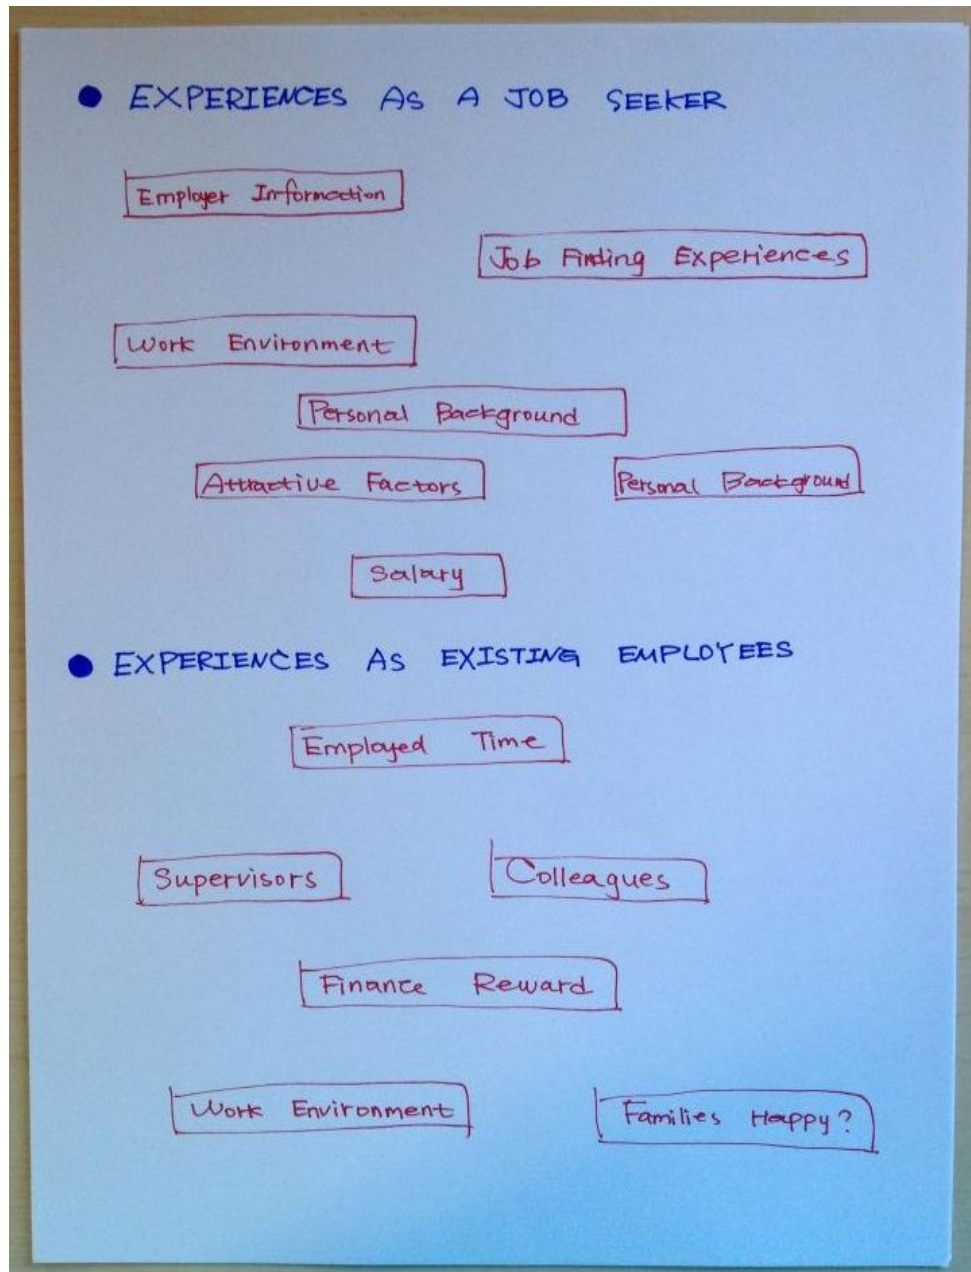 ● EXPERIENCES AS A JOB SEEKER
Employer Information
Job Finding Experiences
Work Environment
Personal Background
Attractive Factors
Personal Background
Salary
● EXPERIENCES AS EXISTING EMPLOYEES
Employed Time
Supervisors
Colleagues
Finance Reward
Work Environment
Families Happy?